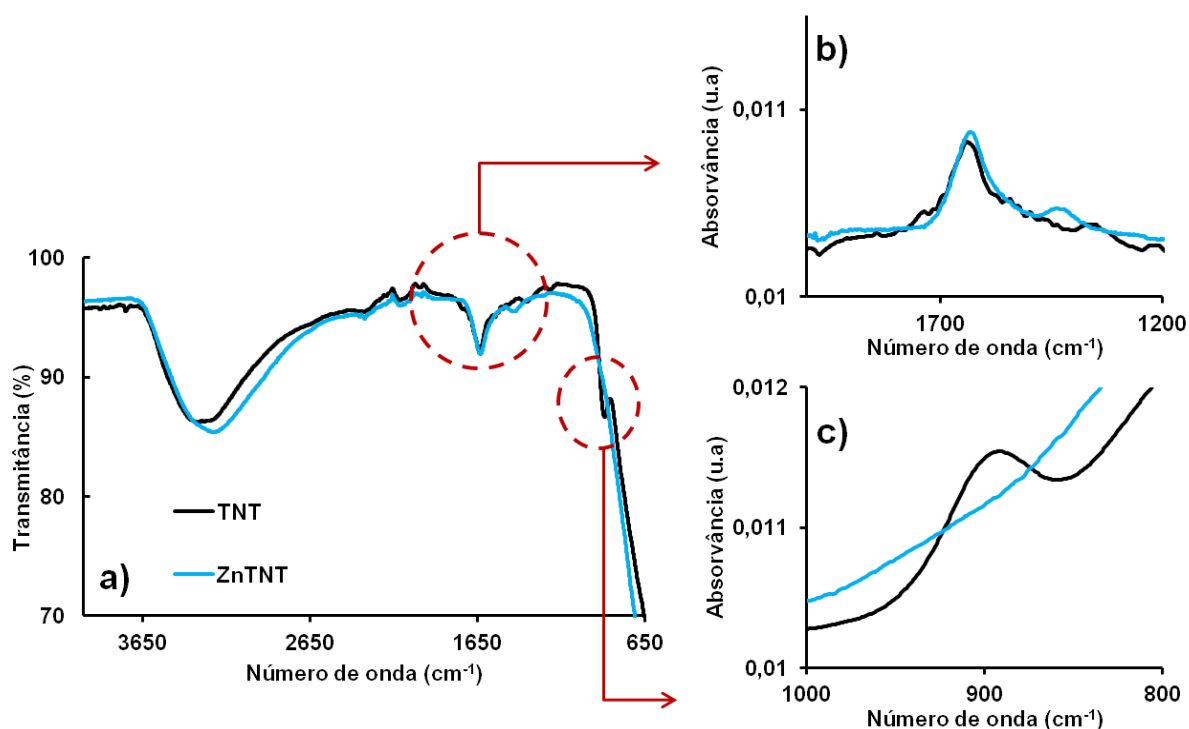 a)
Transmitância (%)
100
90
80
70
3650
2650
1650
650
Número de onda (cm-1)
TNT
ZnTNT
b)
Absorvância (u.a)
0,011
0,01
1700
1200
Número de onda (cm-1)
c)
Absorvância (u.a)
0,012
0,011
0,01
1000
900
800
Número de onda (cm-1)